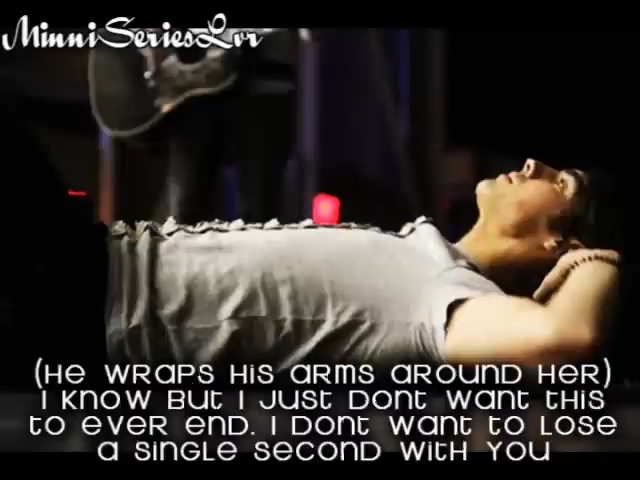 MinniSeriesLvr
(He wraps his arms around her)
I know but I just dont want this
to ever end. I dont want to lose
a single second with you